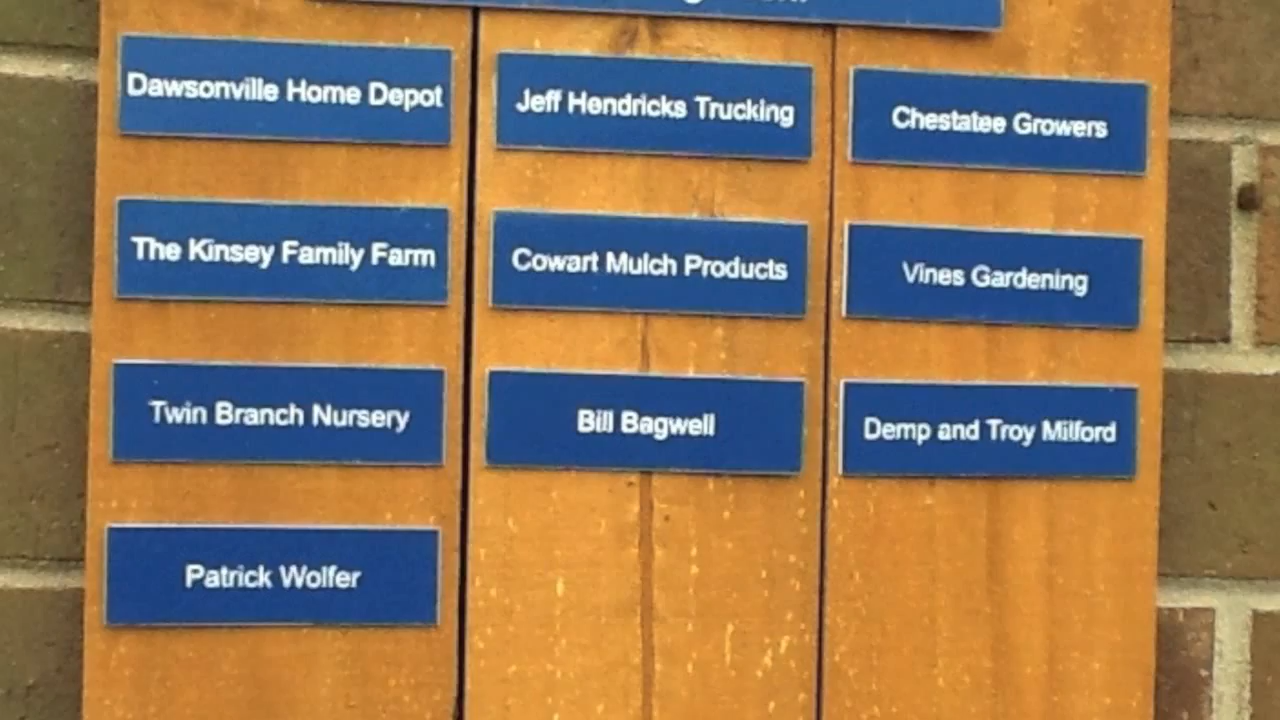 Dawsonville Home Depot
Jeff Hendricks Trucking
Chestatee Growers
The Kinsey Family Farm
Cowart Mulch Products
Vines Gardening
Twin Branch Nursery
Bill Bagwell
Demp and Troy Milford
Patrick Wolfer